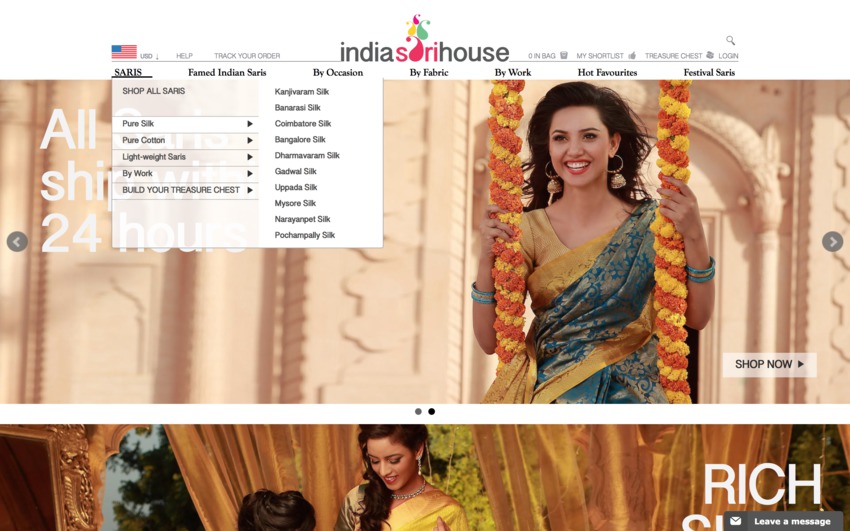 indiasarihouse
USD ↓
HELP
TRACK YOUR ORDER
0 IN BAG
MY SHORTLIST
TREASURE CHEST
LOGIN
SARIS
Famed Indian Saris
By Occasion
By Fabric
By Work
Hot Favourites
Festival Saris
SHOP ALL SARIS
Pure Silk
Pure Cotton
Light-weight Saris
By Work
BUILD YOUR TREASURE CHEST
Kanjivaram Silk
Banarasi Silk
Coimbatore Silk
Bangalore Silk
Dharmavaram Silk
Gadwal Silk
Uppada Silk
Mysore Silk
Narayanpet Silk
Pochampally Silk
All Saris
ship with
24 hours
SHOP NOW
RICH
Leave a message